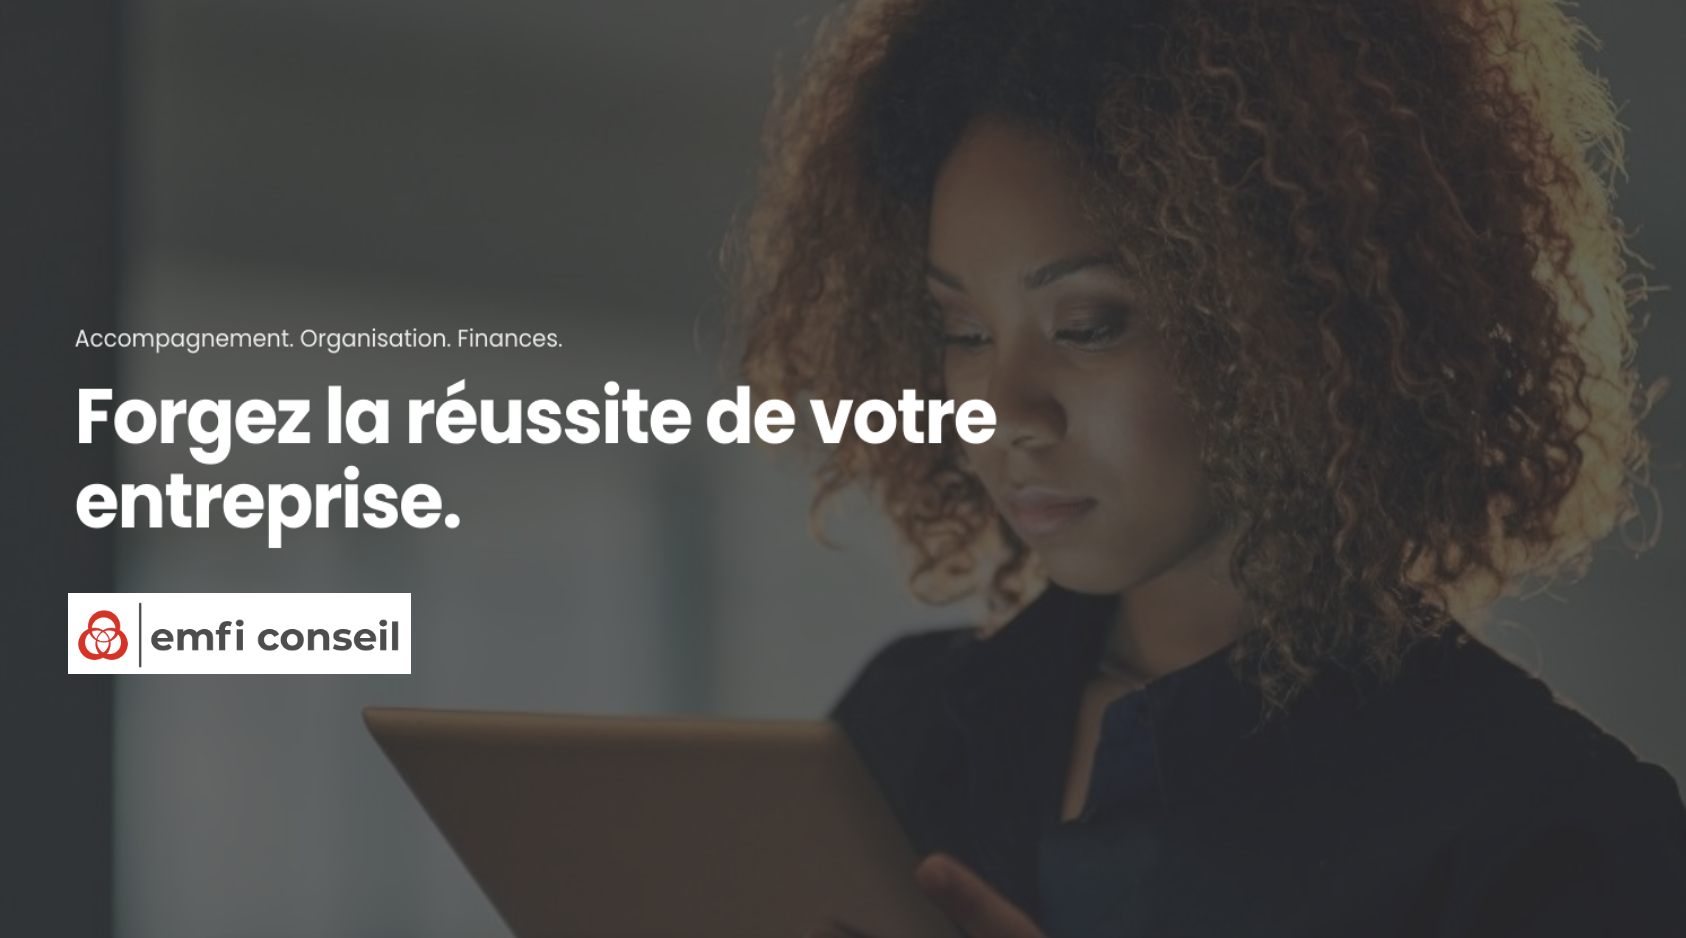 Accompagnement. Organisation. Finances.
Forgez la réussite de votre
entreprise.
emfi conseil